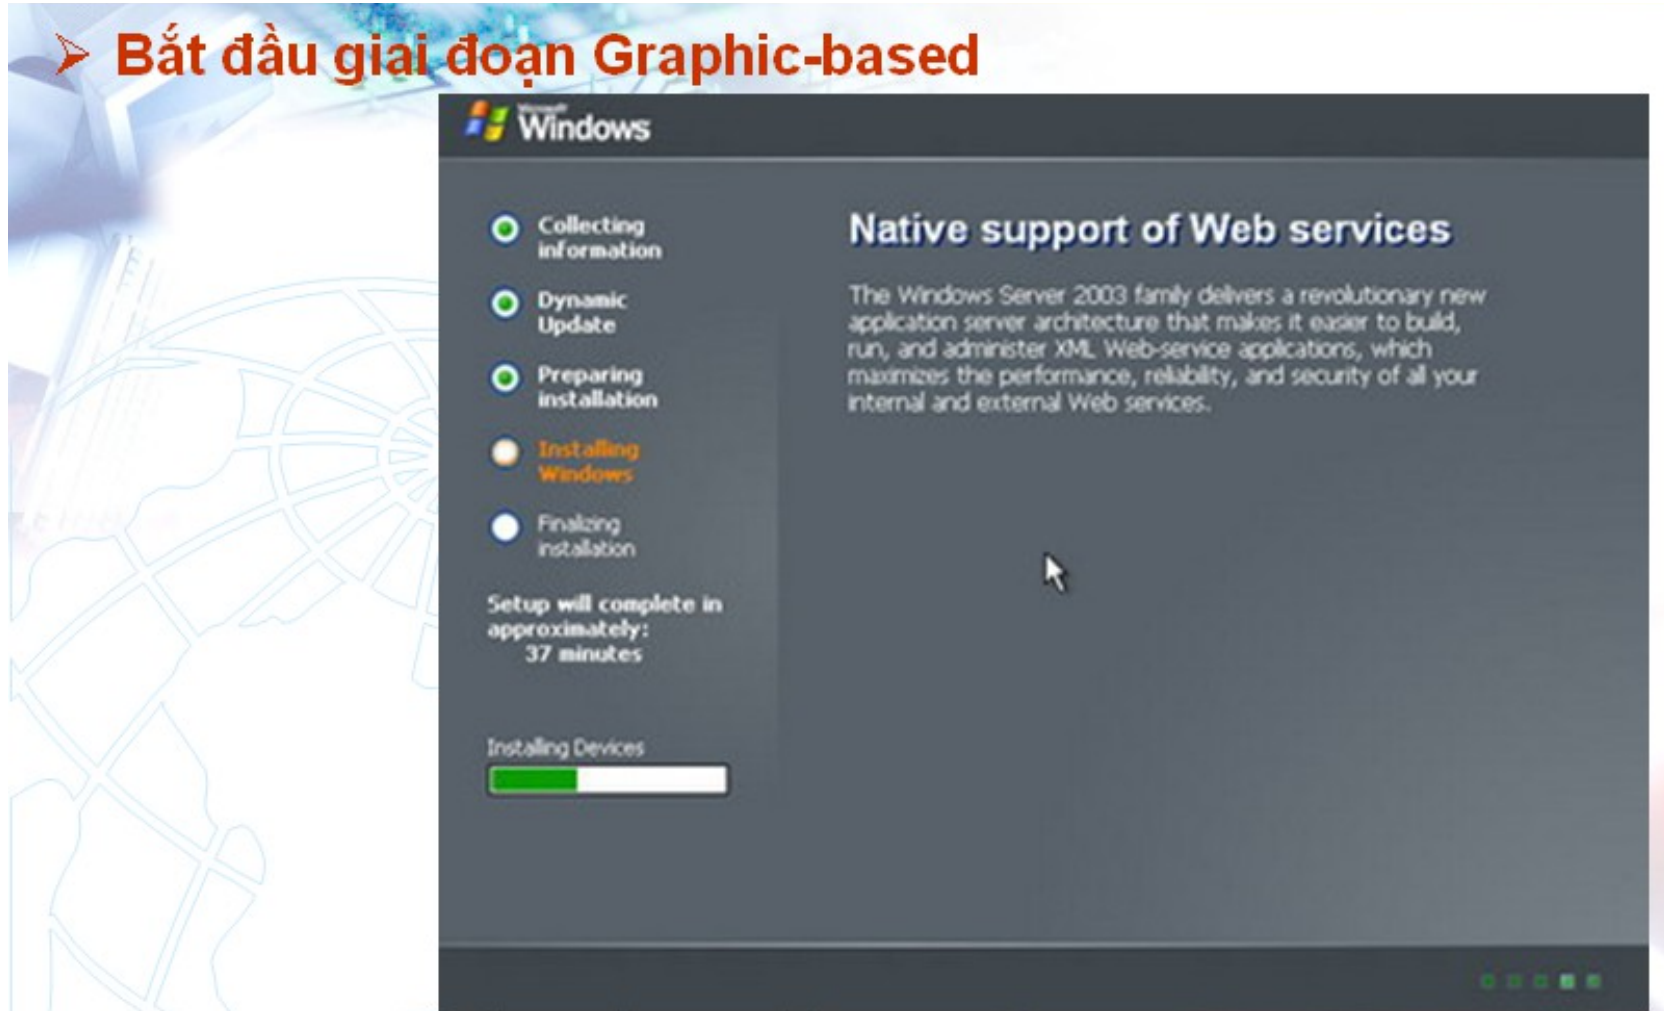 Bắt đầu giai đoạn Graphic-based
Microsoft
Windows
Collecting
information
Dynamic
Update
Preparing
installation
Installing
Windows
Finalizing
installation
Setup will complete in
approximately:
37 minutes
Installing Devices
Native support of Web services
The Windows Server 2003 family delivers a revolutionary new
application server architecture that makes it easier to build,
run, and administer XML Web-service applications, which
maximizes the performance, reliability, and security of all your
internal and external Web services.